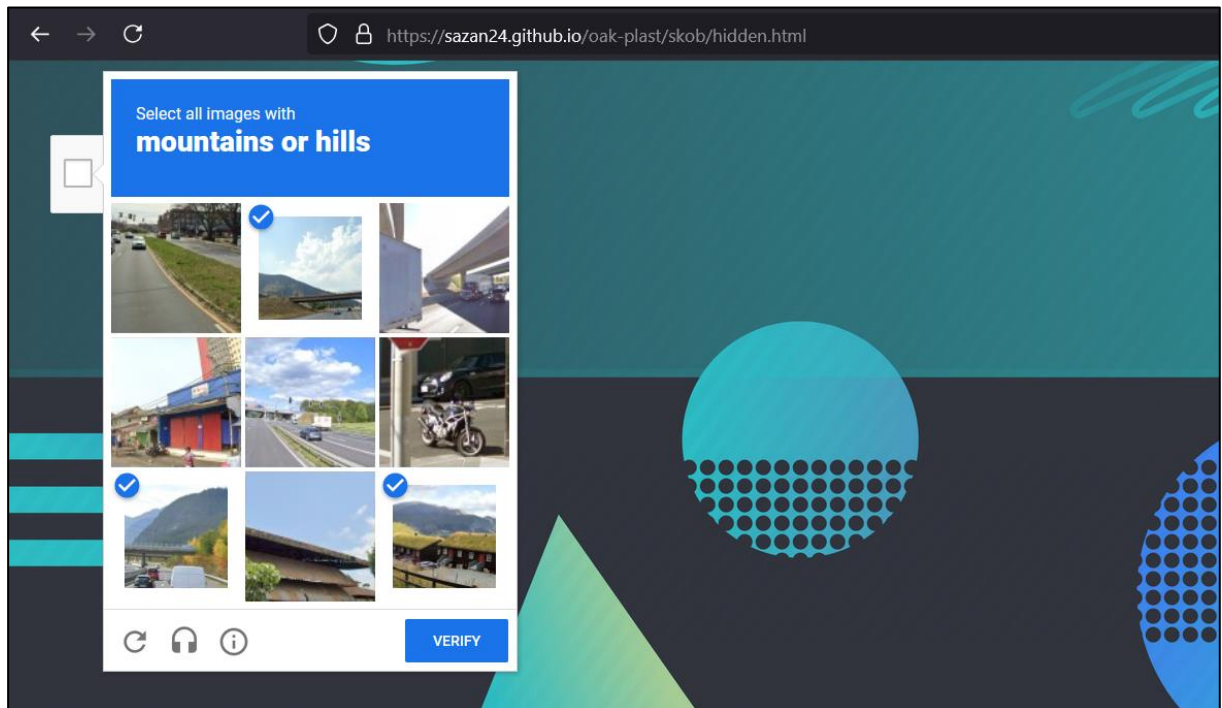 https://sazan24.github.io/oak-plast/skob/hidden.html
Select all images with
mountains or hills
VERIFY